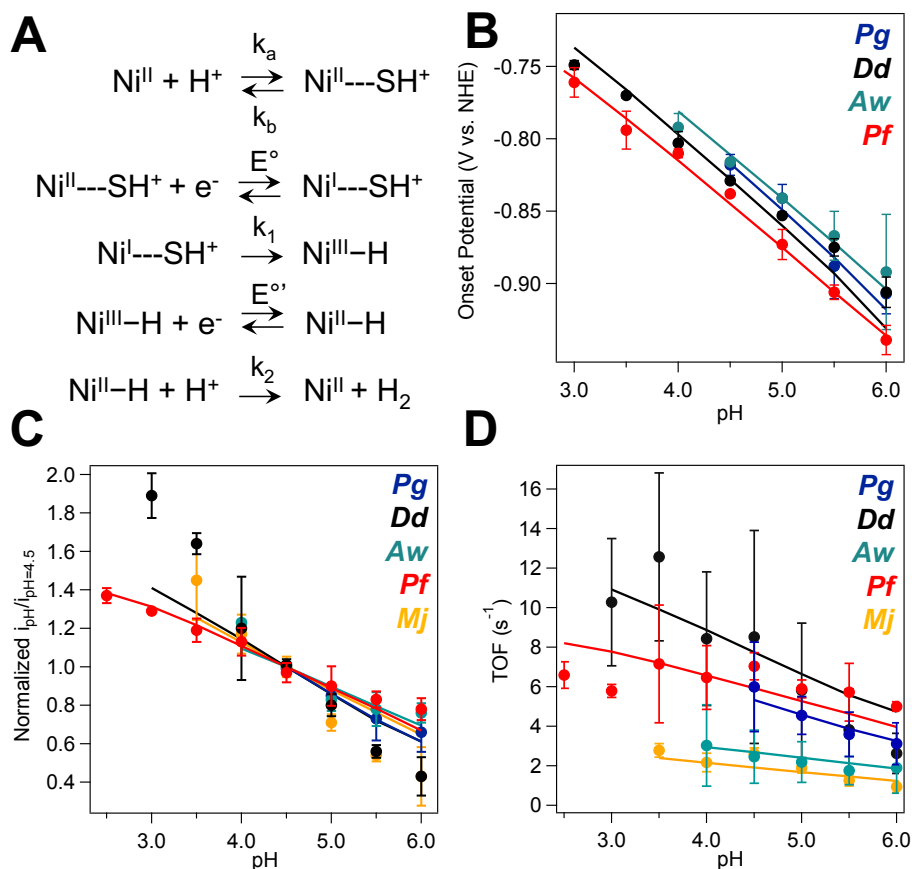 A
k_a
Ni^II + H^+ ⇌ Ni^II---SH^+
k_b
E°
Ni^II---SH^+ + e^- ⇌ Ni^I---SH^+
k_1
Ni^I---SH^+ → Ni^III–H
E°'
Ni^III–H + e^- ⇌ Ni^II–H
k_2
Ni^II–H + H^+ → Ni^II + H_2
B
Onset Potential (V vs. NHE)
-0.75
-0.80
-0.85
-0.90
3.0 4.0 5.0 6.0
pH
Pg
Dd
Aw
Pf
C
Normalized i_pH/i_pH=4.5
2.0
1.8
1.6
1.4
1.2
1.0
0.8
0.6
0.4
3.0 4.0 5.0 6.0
pH
Pg
Dd
Aw
Pf
Mj
D
TOF (s^-1)
16
14
12
10
8
6
4
2
0
3.0 4.0 5.0 6.0
pH
Pg
Dd
Aw
Pf
Mj